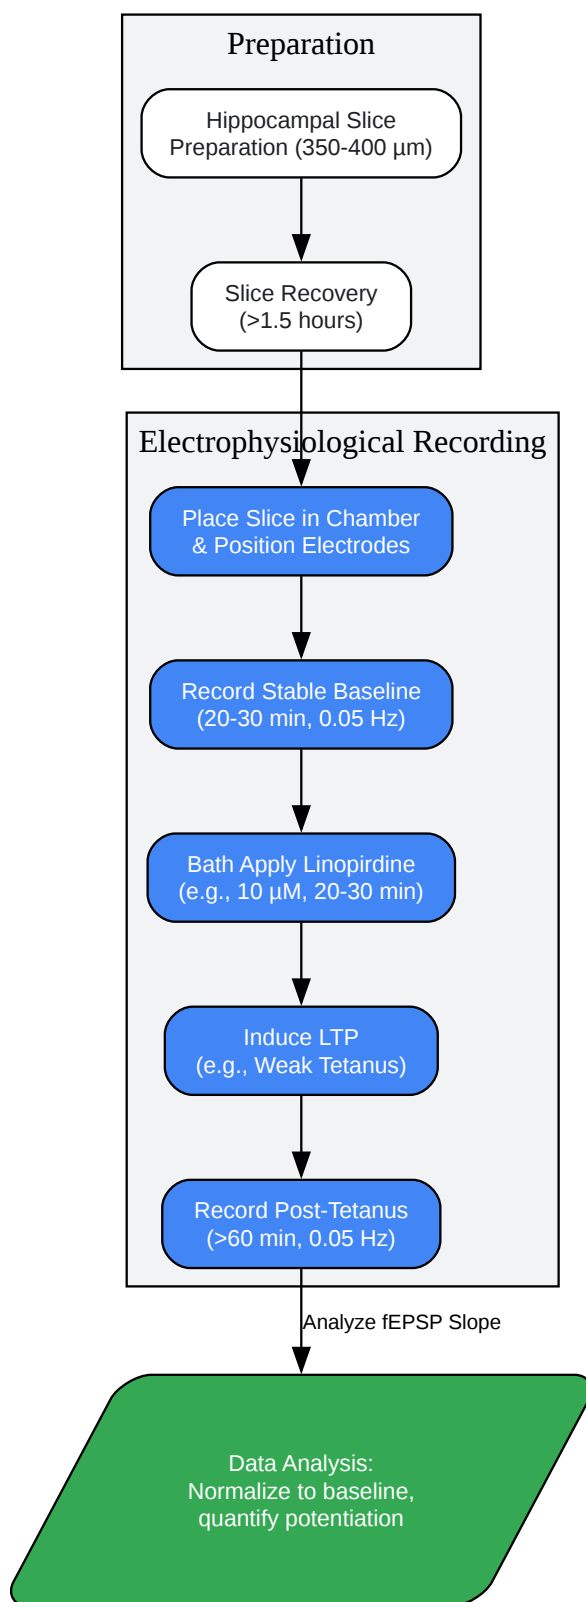 Preparation
Hippocampal Slice
Preparation (350-400 µm)
Slice Recovery
(>1.5 hours)
Electrophysiological Recording
Place Slice in Chamber
& Position Electrodes
Record Stable Baseline
(20-30 min, 0.05 Hz)
Bath Apply Linopirdine
(e.g., 10 µM, 20-30 min)
Induce LTP
(e.g., Weak Tetanus)
Record Post-Tetanus
(>60 min, 0.05 Hz)
Analyze fEPSP Slope
Data Analysis:
Normalize to baseline,
quantify potentiation